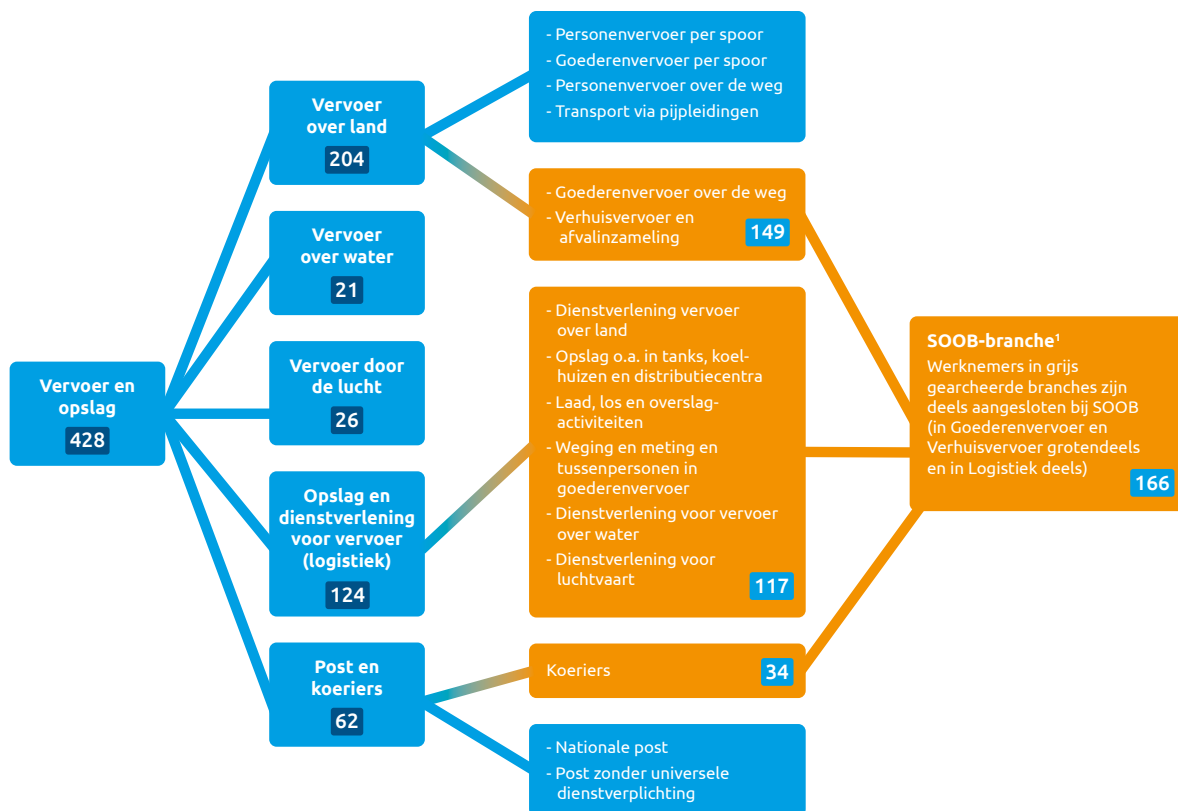 Vervoer en
opslag
428
Vervoer
over land
204
Vervoer
over water
21
Vervoer door
de lucht
26
Opslag en
dienstverlening
voor vervoer
(logistiek)
124
Post en
koeriers
62
- Personenvervoer per spoor
- Goederenvervoer per spoor
- Personenvervoer over de weg
- Transport via pijpleidingen
- Goederenvervoer over de weg
- Verhuisvervoer en
afvalinzameling
149
- Dienstverlening vervoer
over land
- Opslag o.a. in tanks, koel-
huizen en distributiecentra
- Laad, los en overslag-
activiteiten
- Weging en meting en
tussenpersonen in
goederenvervoer
- Dienstverlening voor vervoer
over water
- Dienstverlening voor
luchtvaart
117
Koeriers
34
- Nationale post
- Post zonder universele
dienstverplichting
SOOB-branche¹
Werknemers in grijs
gearcheerde branches zijn
deels aangesloten bij SOOB
(in Goederenvervoer en
Verhuisvervoer grotendeels
en in Logistiek deels)
166